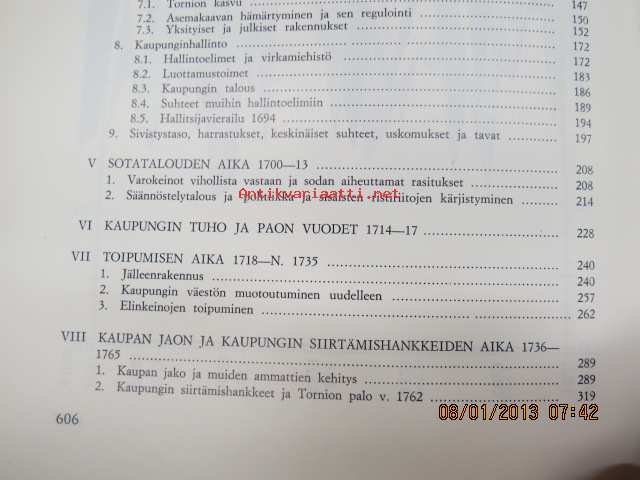 7.1. Tornion kasvu 147
7.2. Asemakaavan hämärtyminen ja sen regulointi 150
7.3. Yksityiset ja julkiset rakennukset 152
8. Kaupunginhallinto 172
8.1. Hallintoelimet ja virkamiehistö 172
8.2. Luottamustoimet 183
8.3. Kaupungin talous 186
8.4. Suhteet muihin hallintoelimiin 189
8.5. Hallitsijavierailu 1694 194
9. Sivistystaso, harrastukset, keskinäiset suhteet, uskomukset ja tavat 197
V SOTATALOUDEN AIKA 1700—13 208
1. Varokeinot vihollista vastaan ja sodan aiheuttamat rasitukset 208
Antikvariaatti.net
2. Säännöstelytalous ja politiikka ja sisäisten ristiriitojen kärjistyminen 214
VI KAUPUNGIN TUHO JA PAON VUODET 1714—17 228
VII TOIPUMISEN AIKA 1718—N. 1735 240
1. Jälleenrakennus 240
2. Kaupungin väestön muotoutuminen uudelleen 257
3. Elinkeinojen toipuminen 262
VIII KAUPAN JAON JA KAUPUNGIN SIIRTÄMISHANKKEIDEN AIKA 1736—
1765 289
1. Kaupan jako ja muiden ammattien kehitys 289
2. Kaupungin siirtämishankkeet ja Tornion palo v. 1762 319
606
08/01/2013 07:42